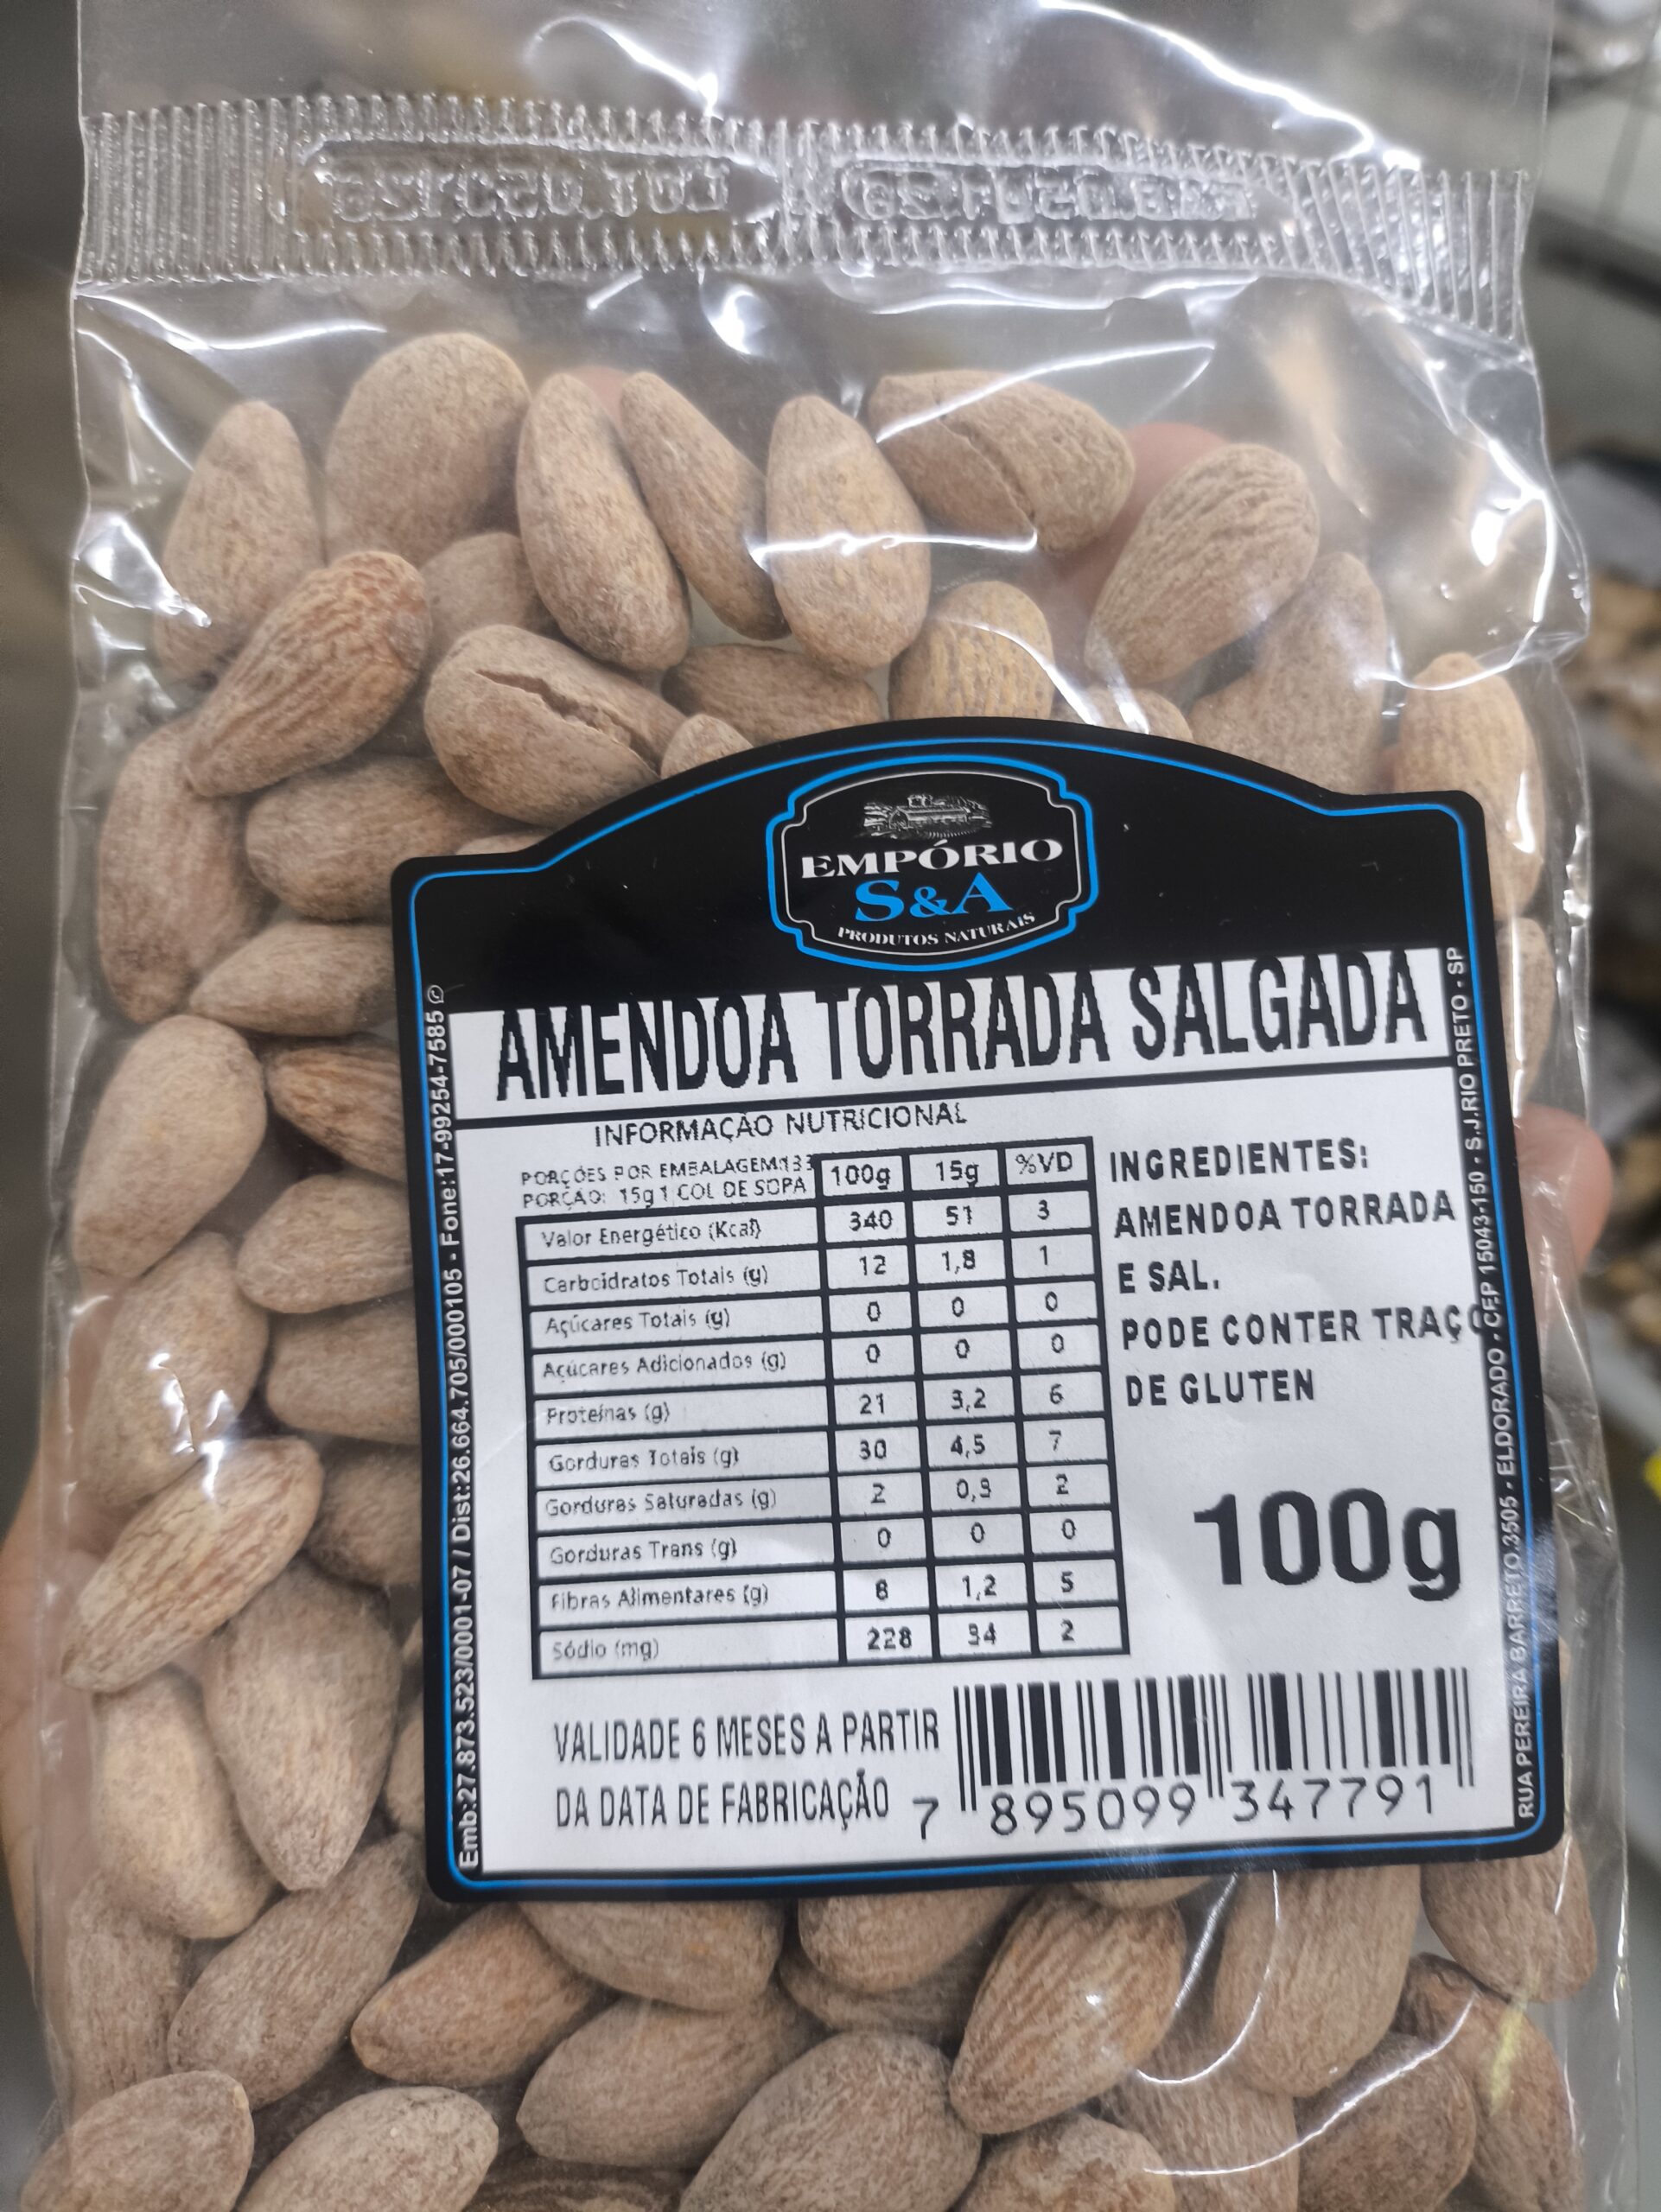 EMPÓRIO
S&A
PRODUTOS NATURAIS
AMENDOA TORRADA SALGADA
INFORMAÇÃO NUTRICIONAL
PORÇÕES POR EMBALAGEM:133
PORÇÃO: 15g 1 COL DE SOPA
100g 15g %VD
Valor Energético (Kcal) 340 51 3
Carboidratos Totais (g) 12 1,8 1
Açúcares Totais (g) 0 0 0
Açúcares Adicionados (g) 0 0 0
Proteínas (g) 21 3,2 6
Gorduras Totais (g) 30 4,5 7
Gorduras Saturadas (g) 2 0,3 2
Gorduras Trans (g) 0 0 0
Fibras Alimentares (g) 8 1,2 5
Sódio (mg) 228 34 2
INGREDIENTES:
AMENDOA TORRADA
E SAL.
PODE CONTER TRAÇO
DE GLUTEN
100g
VALIDADE 6 MESES A PARTIR
DA DATA DE FABRICAÇÃO
7 895099 347791
Emb:27.873.523/0001-07 / Dist:26.664.705/000105 - Fone:17-99254-7585 ©
RUA PEREIRA BARRETO,3505 - ELDORADO - CEP 15043-150 - S.J.RIO PRETO - SP